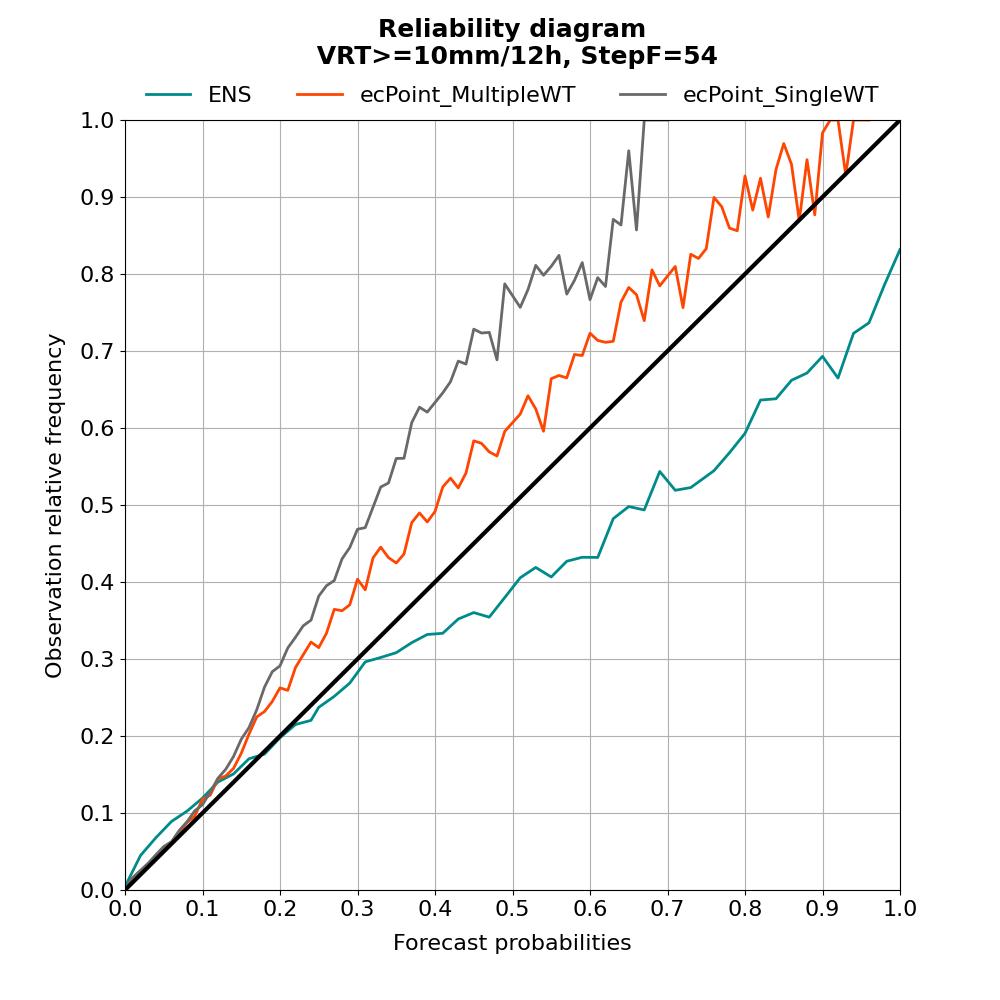 Reliability diagram
VRT>=10mm/12h, StepF=54
ENS ecPoint_MultipleWT ecPoint_SingleWT
1.0
0.9
0.8
0.7
0.6
0.5
0.4
0.3
0.2
0.1
0.0
Observation relative frequency
0.0 0.1 0.2 0.3 0.4 0.5 0.6 0.7 0.8 0.9 1.0
Forecast probabilities